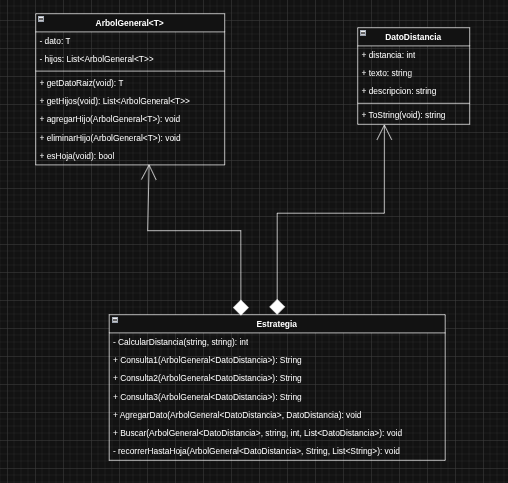 ArbolGeneral<T>
- dato: T
- hijos: List<ArbolGeneral<T>>
+ getDatoRaiz(void): T
+ getHijos(void): List<ArbolGeneral<T>>
+ agregarHijo(ArbolGeneral<T>): void
+ eliminarHijo(ArbolGeneral<T>): void
+ esHoja(void): bool
DatoDistancia
+ distancia: int
+ texto: string
+ descripcion: string
+ ToString(void): string
Estrategia
- CalcularDistancia(string, string): int
+ Consulta1(ArbolGeneral<DatoDistancia>): String
+ Consulta2(ArbolGeneral<DatoDistancia>): String
+ Consulta3(ArbolGeneral<DatoDistancia>): String
+ AgregarDato(ArbolGeneral<DatoDistancia>, DatoDistancia): void
+ Buscar(ArbolGeneral<DatoDistancia>, string, int, List<DatoDistancia>): void
- recorrerHastaHoja(ArbolGeneral<DatoDistancia>, String, List<String>): void